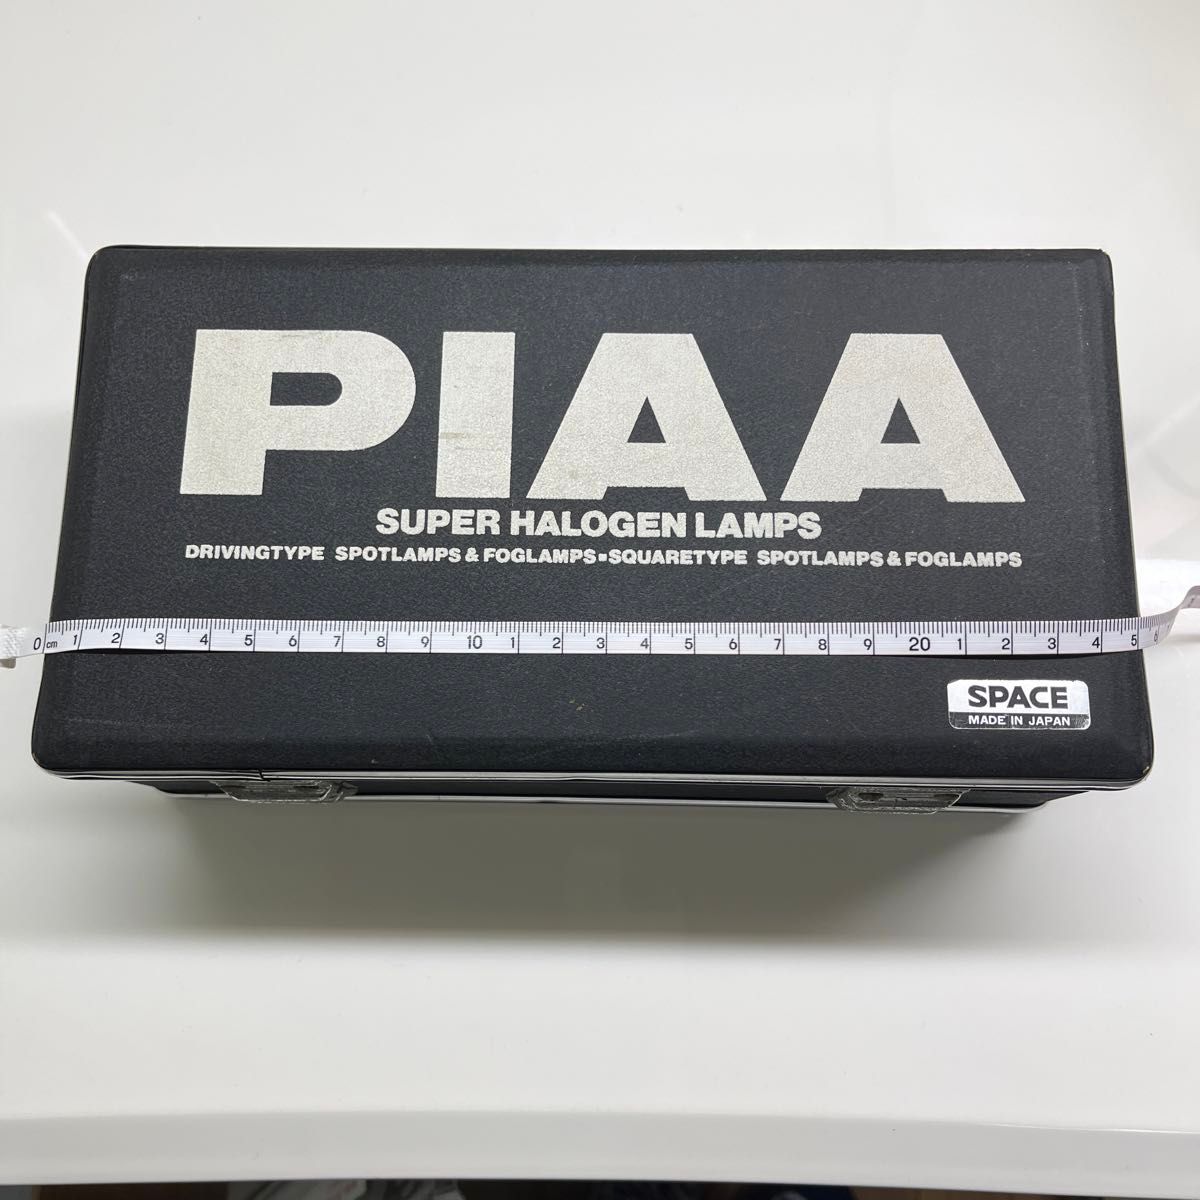 PIAA
SUPER HALOGEN LAMPS
DRIVINGTYPE SPOTLAMPS & FOGLAMPS▪SQUARETYPE SPOTLAMPS & FOGLAMPS
0 cm 1 2 3 4 5 6 7 8 9 10 1 2 3 4 5 6 7 8 9 20 1 2 3 4 5 6
SPACE
MADE IN JAPAN